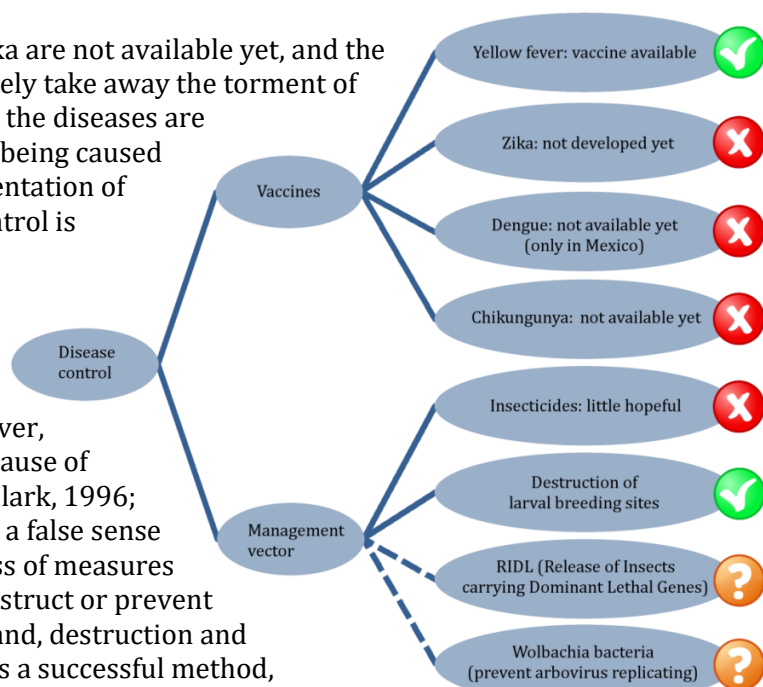 ka are not available yet, and the
ely take away the torment of
the diseases are
being caused
entation of
ntrol is
ver,
ause of
lark, 1996;
a false sense
ss of measures
struct or prevent
and, destruction and
s a successful method,
Disease
control
Vaccines
Yellow fever: vaccine available
Zika: not developed yet
Dengue: not available yet
(only in Mexico)
Chikungunya: not available yet
Management
vector
Insecticides: little hopeful
Destruction of
larval breeding sites
RIDL (Release of Insects
carrying Dominant Lethal Genes)
?
Wolbachia bacteria
(prevent arbovirus replicating)
?